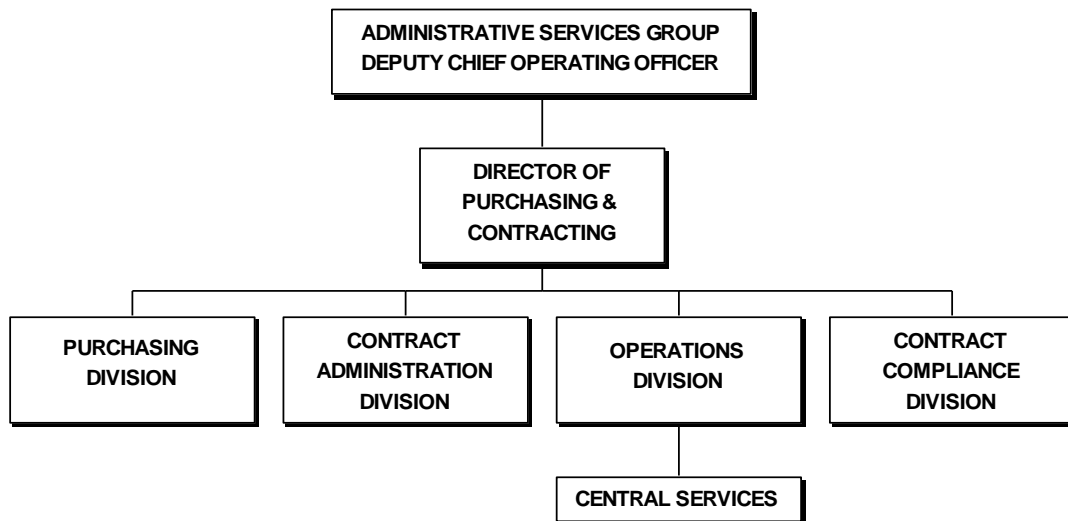 ADMINISTRATIVE SERVICES GROUP
DEPUTY CHIEF OPERATING OFFICER
DIRECTOR OF
PURCHASING &
CONTRACTING
PURCHASING
DIVISION
CONTRACT
ADMINISTRATION
DIVISION
OPERATIONS
DIVISION
CONTRACT
COMPLIANCE
DIVISION
CENTRAL SERVICES